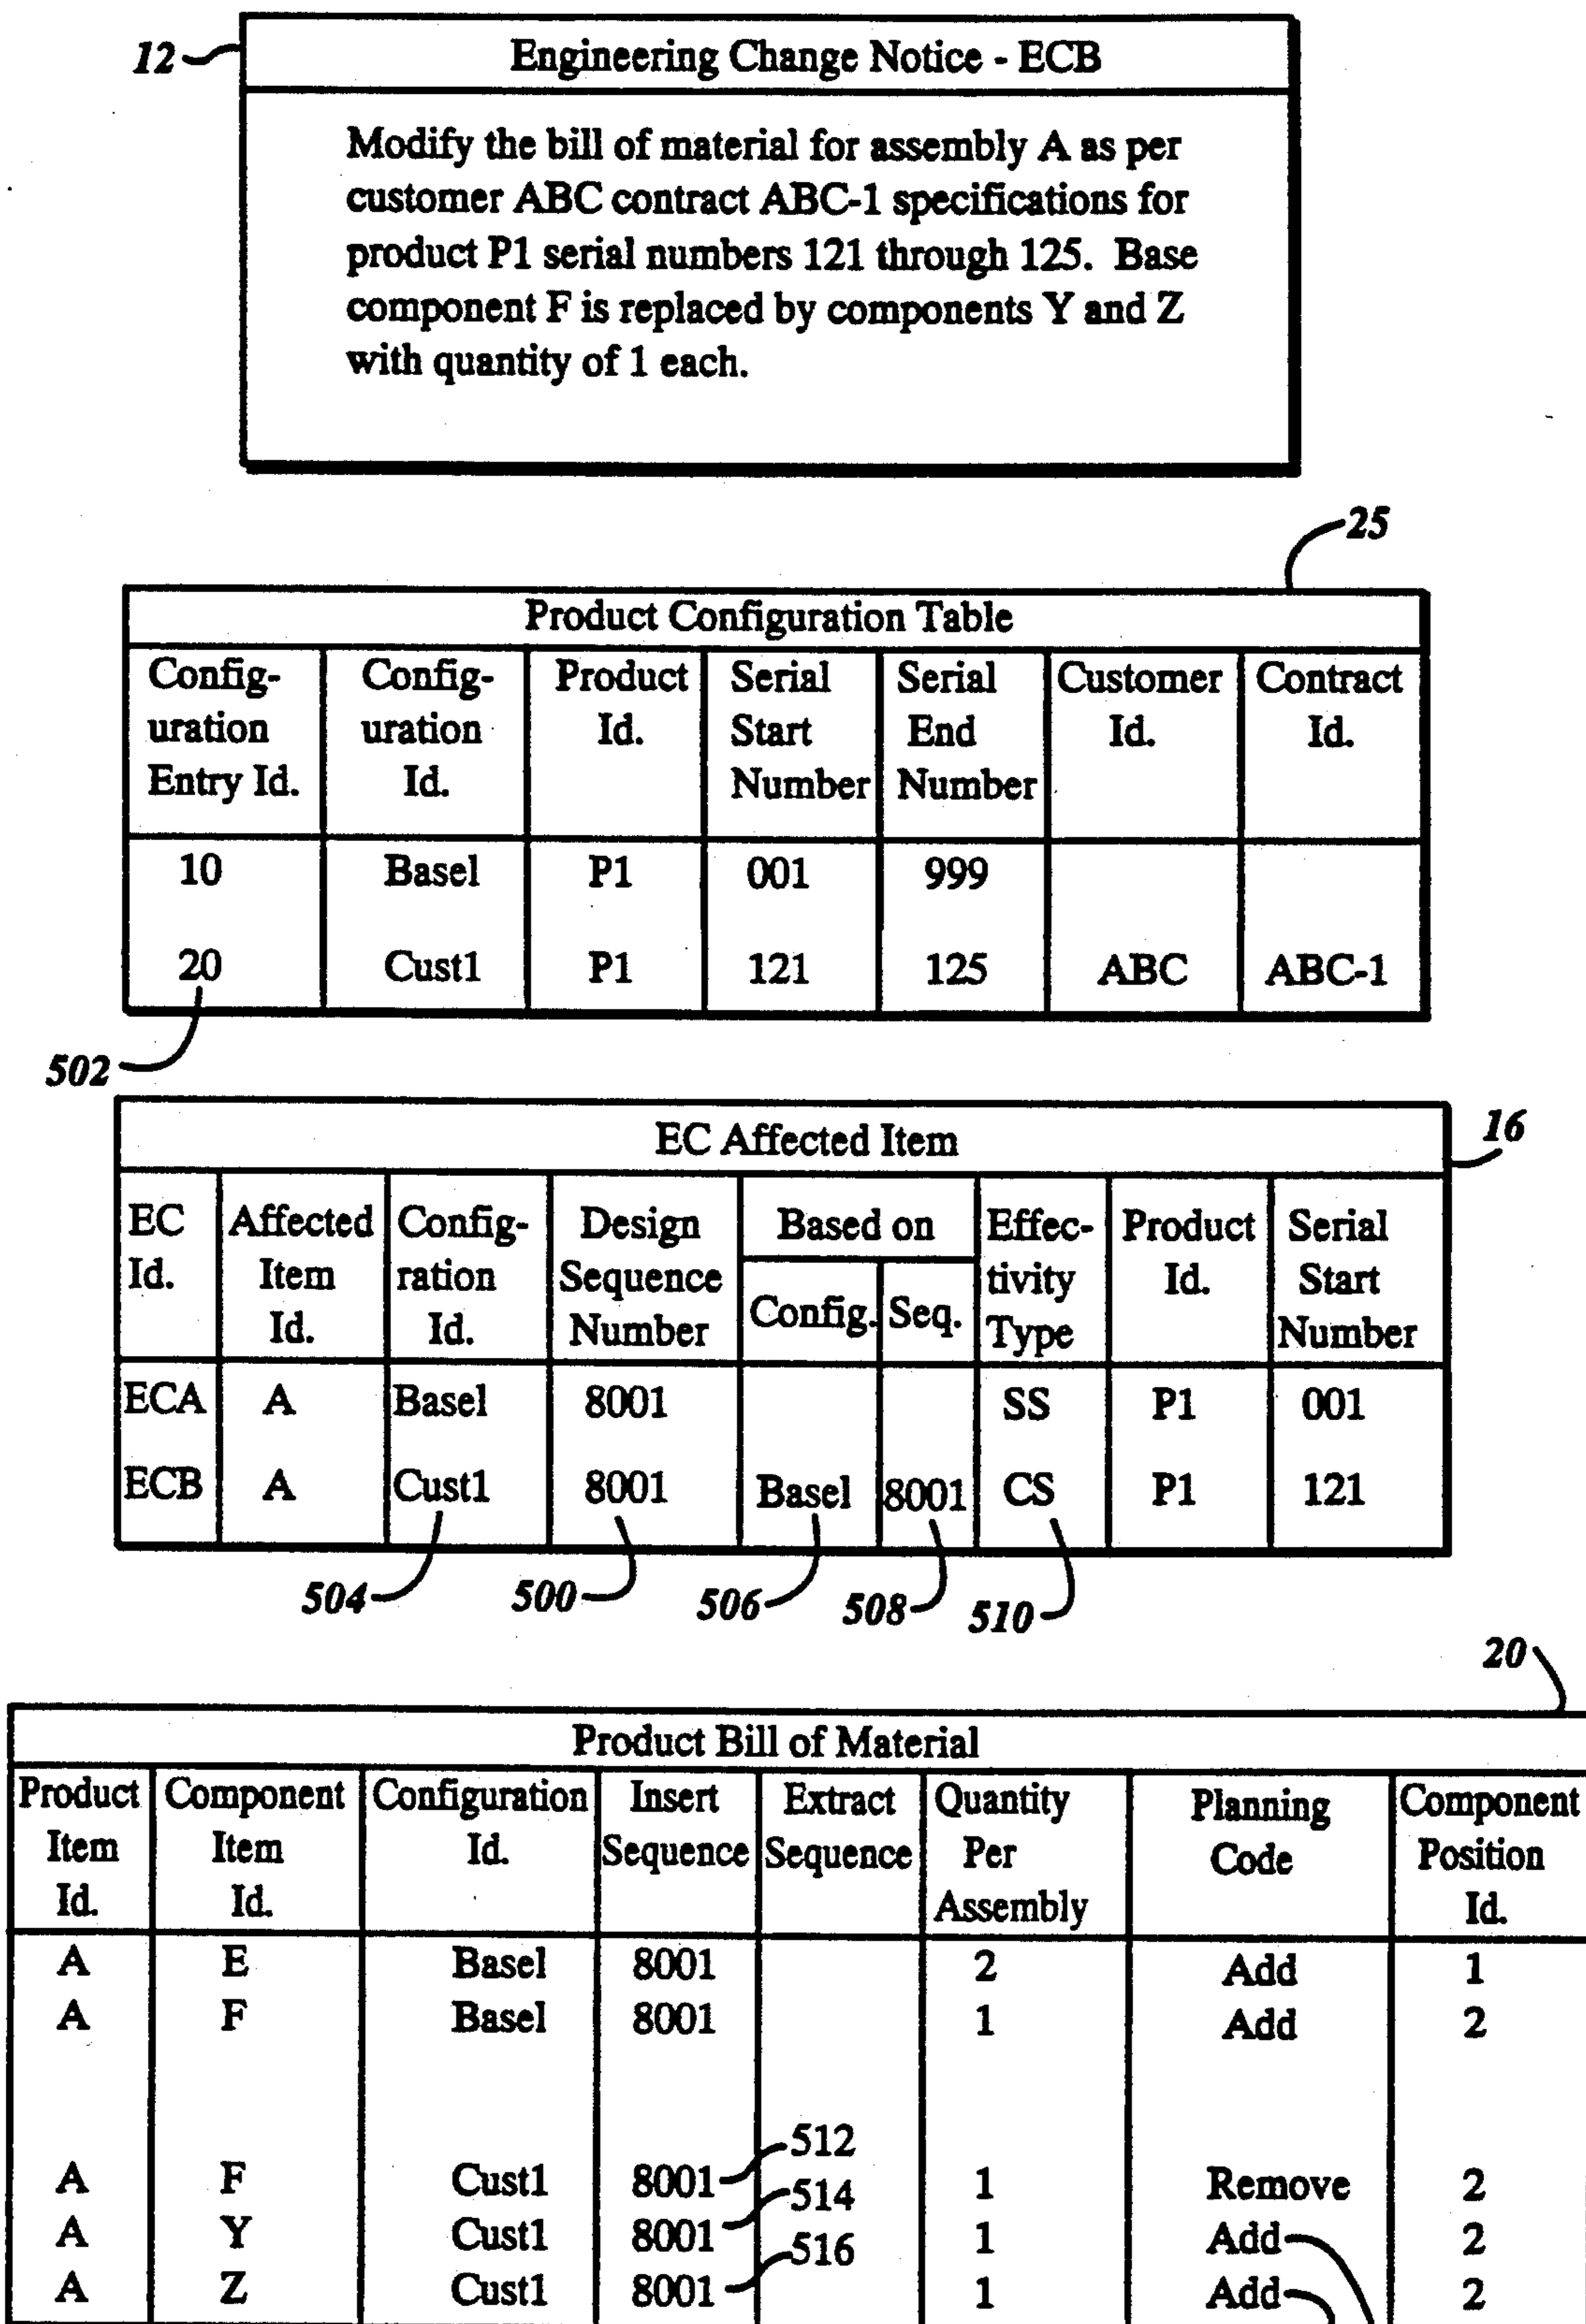 12
Engineering Change Notice - ECB
Modify the bill of material for assembly A as per
customer ABC contract ABC-1 specifications for
product P1 serial numbers 121 through 125. Base
component F is replaced by components Y and Z
with quantity of 1 each.
25
Product Configuration Table
Config- Config- Product Serial Serial Customer Contract
uration uration Id. Start End Id. Id.
Entry Id. Id. Number Number
10 Basel P1 001 999
20 Cust1 P1 121 125 ABC ABC-1
502
EC Affected Item
16
EC Affected Config- Design Based on Effec- Product Serial
Id. Item ration Sequence tivity Id. Start
Id. Id. Number Config. Seq. Type Number
ECA A Basel 8001 SS P1 001
ECB A Cust1 8001 Basel 8001 CS P1 121
504 500 506 508 510
20
Product Bill of Material
Product Component Configuration Insert Extract Quantity Planning Component
Item Item Id. Sequence Sequence Per Code Position
Id. Id. Assembly Id.
A E Basel 8001 2 Add 1
A F Basel 8001 1 Add 2
512
A F Cust1 8001 1 Remove 2
514
A Y Cust1 8001 1 Add 2
516
A Z Cust1 8001 1 Add 2